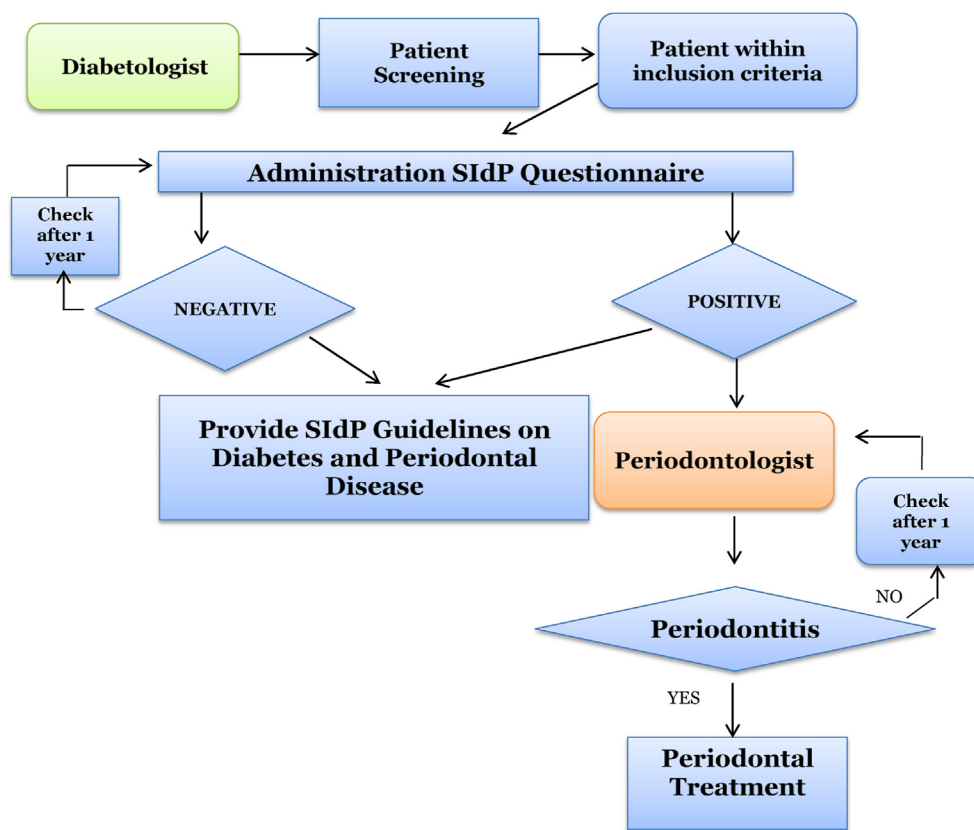 Diabetologist
Patient
Screening
Patient within
inclusion criteria
Administration SIdP Questionnaire
Check
after 1
year
NEGATIVE
POSITIVE
Provide SIdP Guidelines on
Diabetes and Periodontal
Disease
Periodontologist
Check
after 1
year
NO
Periodontitis
YES
Periodontal
Treatment